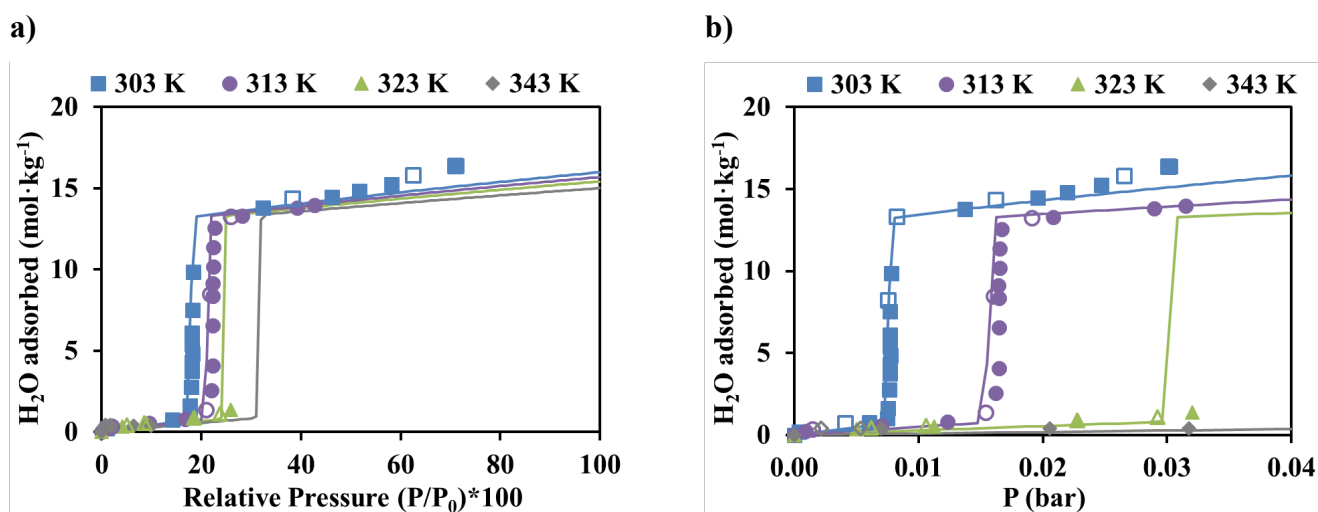 a)
303 K 313 K 323 K 343 K
20
15
10
5
0
H₂O adsorbed (mol·kg⁻¹)
0 20 40 60 80 100
Relative Pressure (P/P₀)*100
b)
303 K 313 K 323 K 343 K
20
15
10
5
0
H₂O adsorbed (mol·kg⁻¹)
0.00 0.01 0.02 0.03 0.04
P (bar)